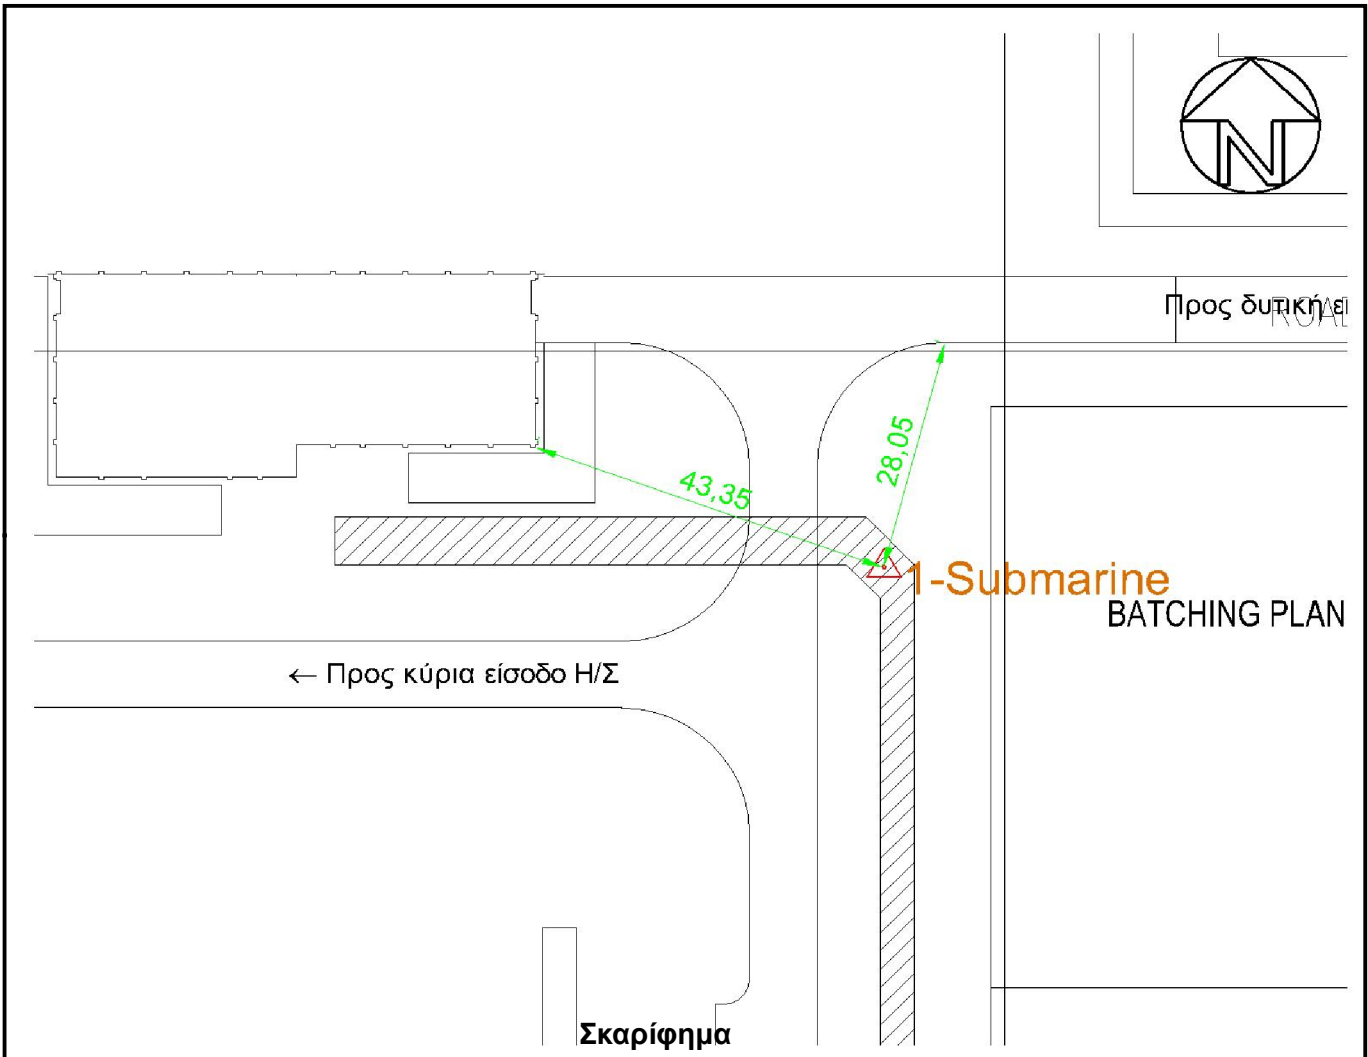 N
Προς δυτική
28,05
43,35
1-Submarine
BATCHING PLAN
← Προς κύρια είσοδο Η/Σ
Σκαρίφημα